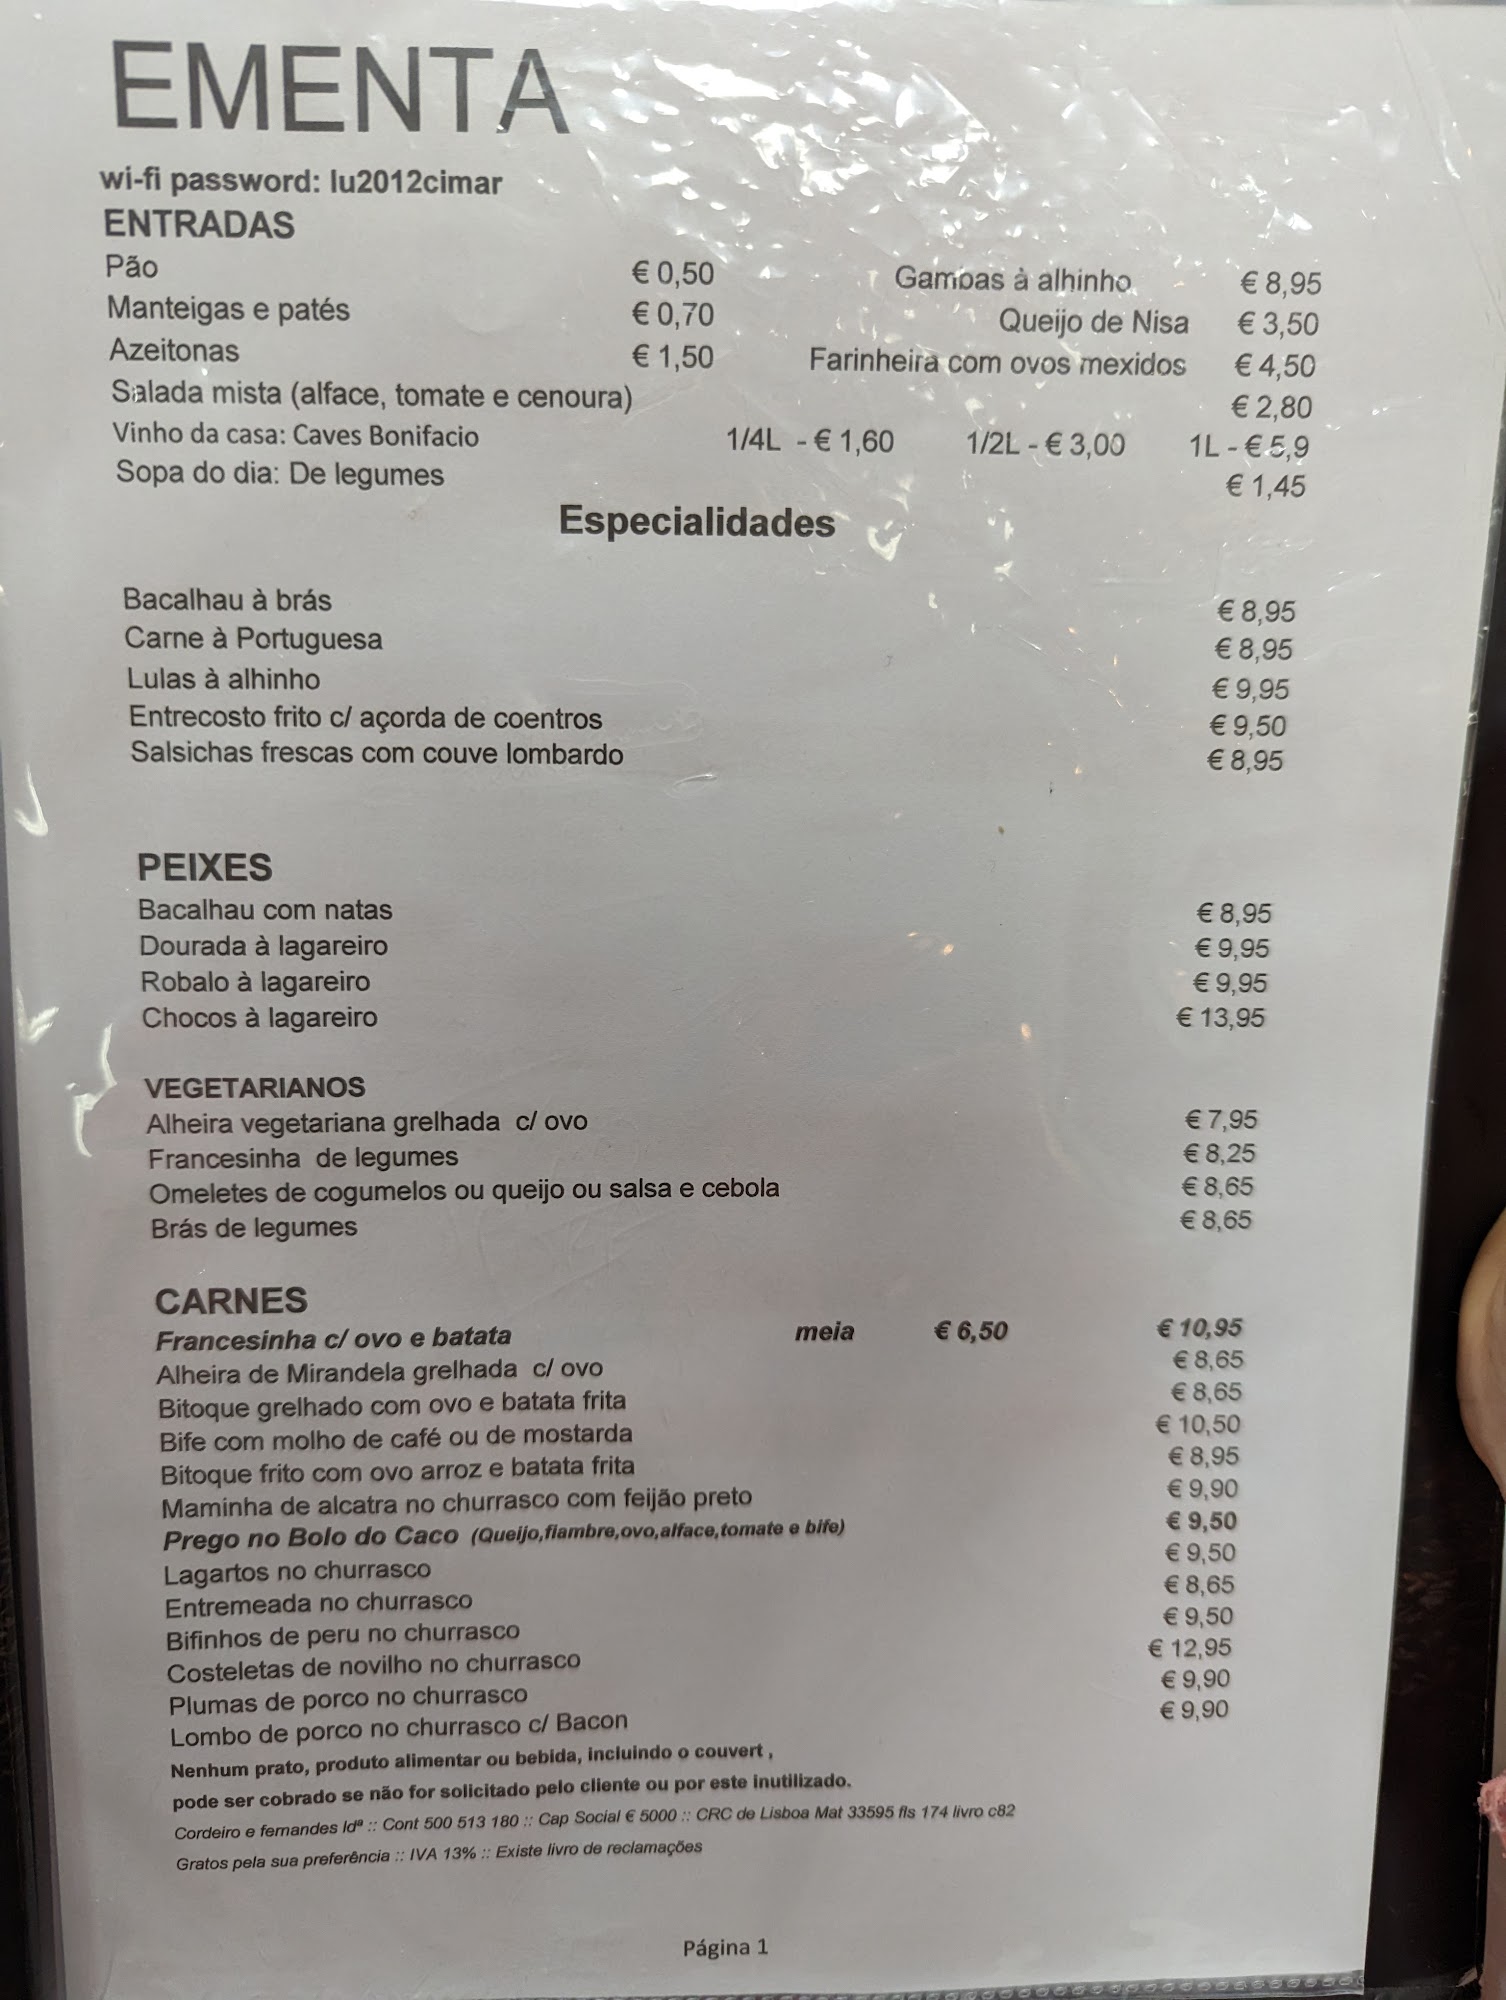 EMENTA
wi-fi password: lu2012cimar
ENTRADAS
Pão € 0,50 Gambas à alhinho € 8,95
Manteigas e patés € 0,70 Queijo de Nisa € 3,50
Azeitonas € 1,50 Farinheira com ovos mexidos € 4,50
Salada mista (alface, tomate e cenoura) € 2,80
Vinho da casa: Caves Bonifacio 1/4L - € 1,60 1/2L - € 3,00 1L - € 5,9
Sopa do dia: De legumes € 1,45
Especialidades
Bacalhau à brás € 8,95
Carne à Portuguesa € 8,95
Lulas à alhinho € 9,95
Entrecosto frito c/ açorda de coentros € 9,50
Salsichas frescas com couve lombardo € 8,95
PEIXES
Bacalhau com natas € 8,95
Dourada à lagareiro € 9,95
Robalo à lagareiro € 9,95
Chocos à lagareiro € 13,95
VEGETARIANOS
Alheira vegetariana grelhada c/ ovo € 7,95
Francesinha de legumes € 8,25
Omeletes de cogumelos ou queijo ou salsa e cebola € 8,65
Brás de legumes € 8,65
CARNES
Francesinha c/ ovo e batata meia € 6,50 € 10,95
Alheira de Mirandela grelhada c/ ovo € 8,65
Bitoque grelhado com ovo e batata frita € 8,65
Bife com molho de café ou de mostarda € 10,50
Bitoque frito com ovo arroz e batata frita € 8,95
Maminha de alcatra no churrasco com feijão preto € 9,90
Prego no Bolo do Caco (Queijo,fiambre,ovo,alface,tomate e bife) € 9,50
Lagartos no churrasco € 9,50
Entremeada no churrasco € 8,65
Bifinhos de peru no churrasco € 9,50
Costeletas de novilho no churrasco € 12,95
Plumas de porco no churrasco € 9,90
Lombo de porco no churrasco c/ Bacon € 9,90
Nenhum prato, produto alimentar ou bebida, incluindo o couvert ,
pode ser cobrado se não for solicitado pelo cliente ou por este inutilizado.
Cordeiro e fernandes ldª :: Cont 500 513 180 :: Cap Social € 5000 :: CRC de Lisboa Mat 33595 fls 174 livro c82
Gratos pela sua preferência :: IVA 13% :: Existe livro de reclamações
Página 1